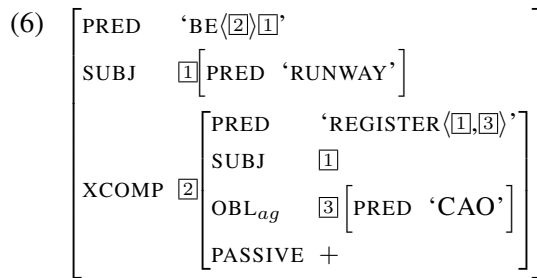 (6)
PRED ‘BE⟨[2]⟩[1]’
SUBJ [1][PRED ‘RUNWAY’]
PRED ‘REGISTER⟨[1],[3]⟩’
SUBJ [1]
XCOMP [2]
OBL_ag [3][PRED ‘CAO’]
PASSIVE +